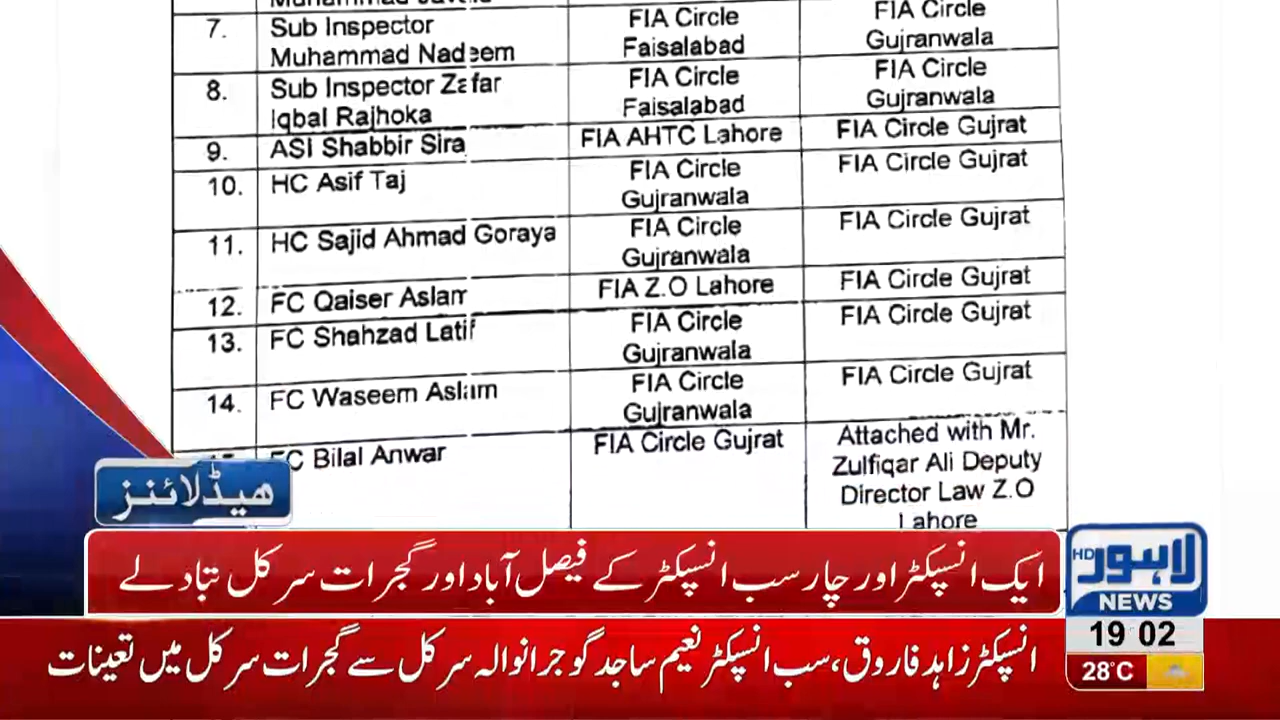 7. Sub Inspector Muhammad Nadeem FIA Circle Faisalabad FIA Circle Gujranwala
8. Sub Inspector Zafar Iqbal Rajhoka FIA Circle Faisalabad FIA Circle Gujranwala
9. ASI Shabbir Sira FIA AHTC Lahore FIA Circle Gujrat
10. HC Asif Taj FIA Circle Gujranwala FIA Circle Gujrat
11. HC Sajid Ahmad Goraya FIA Circle Gujranwala FIA Circle Gujrat
12. FC Qaiser Aslam FIA Z.O Lahore FIA Circle Gujrat
13. FC Shahzad Latif FIA Circle Gujranwala FIA Circle Gujrat
14. FC Waseem Aslam FIA Circle Gujranwala FIA Circle Gujrat
FC Bilal Anwar FIA Circle Gujrat Attached with Mr. Zulfiqar Ali Deputy Director Law Z.O Lahore
ہیڈلائنز
ایک انسپکٹر اور چار سب انسپکٹر کے فیصل آباد اور گجرات سرکل تبادلے
لاہور HD
NEWS
19 02
انسپکٹر زاہد فاروق، سب انسپکٹر نعیم ساجد گوجرانوالہ سرکل سے گجرات سرکل میں تعینات
28°C